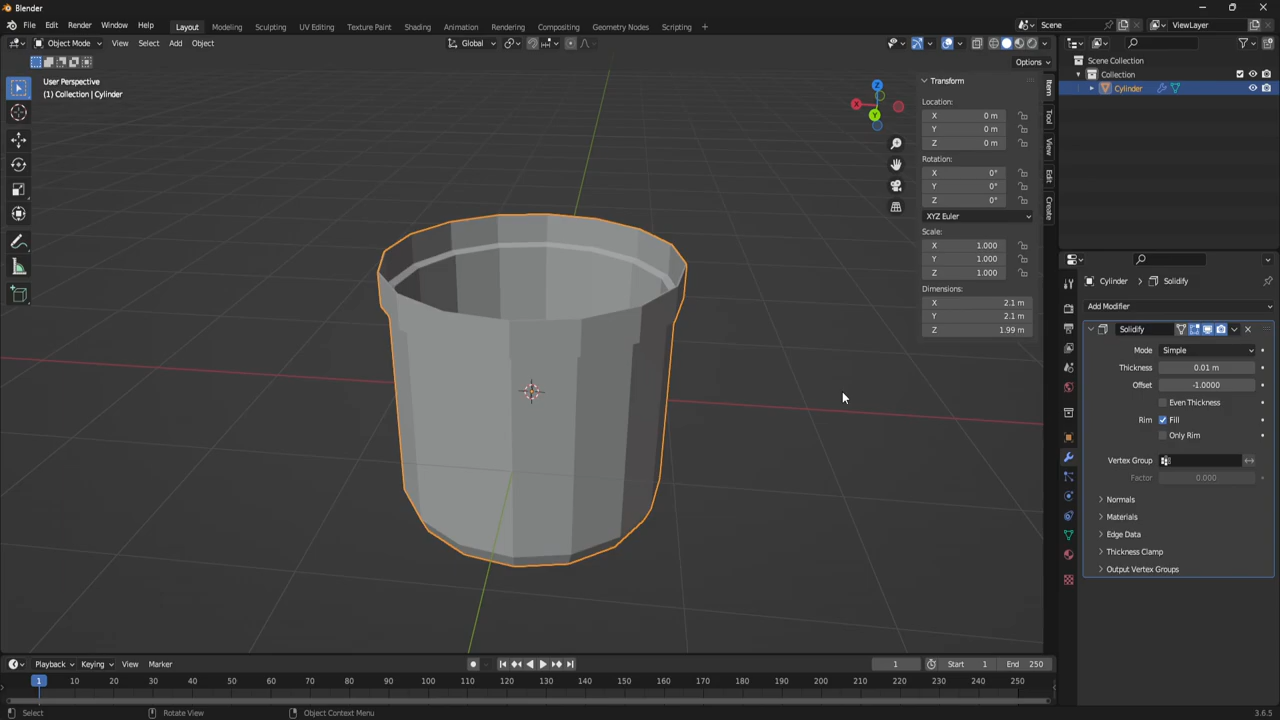 Blender
File Edit Render Window Help
Layout Modeling Sculpting UV Editing Texture Paint Shading Animation Rendering Compositing Geometry Nodes Scripting +
Scene
ViewLayer
Object Mode View Select Add Object
Global
Options
User Perspective
(1) Collection | Cylinder
X
Y
Z
Transform
Location:
X 0 m
Y 0 m
Z 0 m
Rotation:
X 0°
Y 0°
Z 0°
XYZ Euler
Scale:
X 1.000
Y 1.000
Z 1.000
Dimensions:
X 2.1 m
Y 2.1 m
Z 1.99 m
Item
Tool
View
Edit
Create
Scene Collection
Collection
Cylinder
Cylinder Solidify
Add Modifier
Solidify
Mode Simple
Thickness 0.01 m
Offset -1.0000
Even Thickness
Rim Fill
Only Rim
Vertex Group
Factor 0.000
Normals
Materials
Edge Data
Thickness Clamp
Output Vertex Groups
Playback Keying View Marker
1 Start 1 End 250
1 10 20 30 40 50 60 70 80 90 100 110 120 130 140 150 160 170 180 190 200 210 220 230 240 250
Select Rotate View Object Context Menu 3.6.5